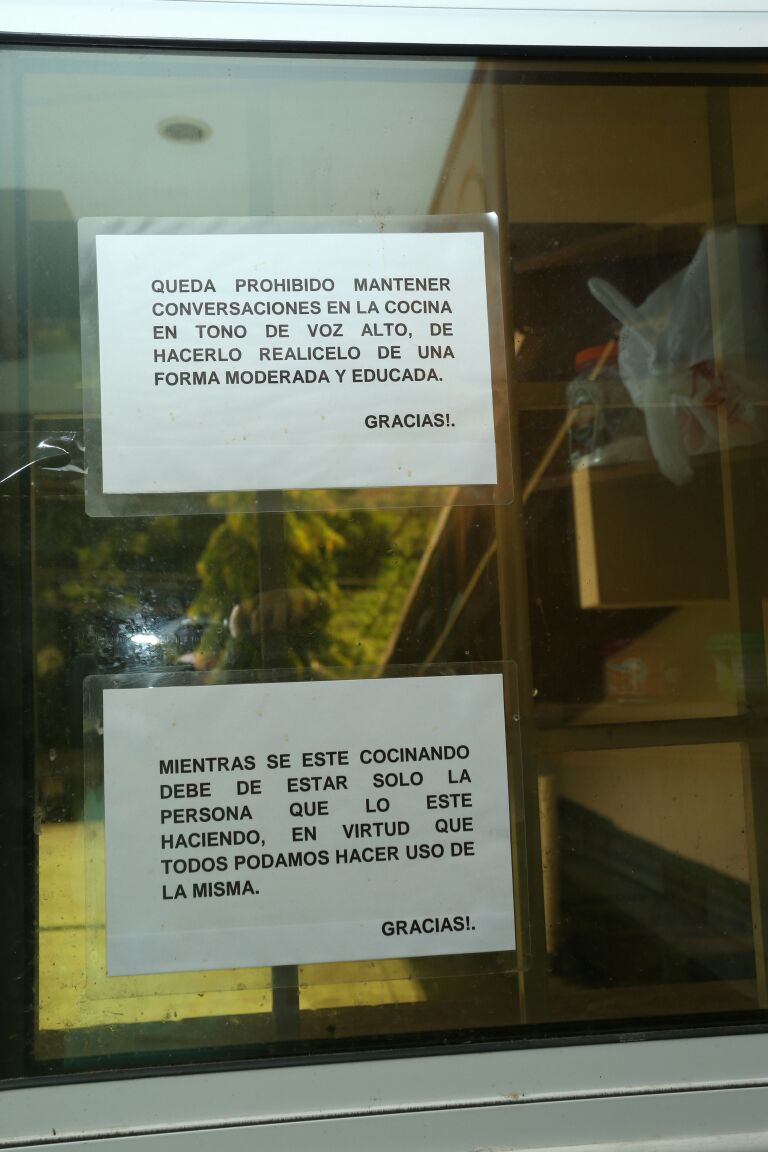 QUEDA PROHIBIDO MANTENER
CONVERSACIONES EN LA COCINA
EN TONO DE VOZ ALTO, DE
HACERLO REALICELO DE UNA
FORMA MODERADA Y EDUCADA.
GRACIAS!.
MIENTRAS SE ESTE COCINANDO
DEBE DE ESTAR SOLO LA
PERSONA QUE LO ESTE
HACIENDO, EN VIRTUD QUE
TODOS PODAMOS HACER USO DE
LA MISMA.
GRACIAS!.